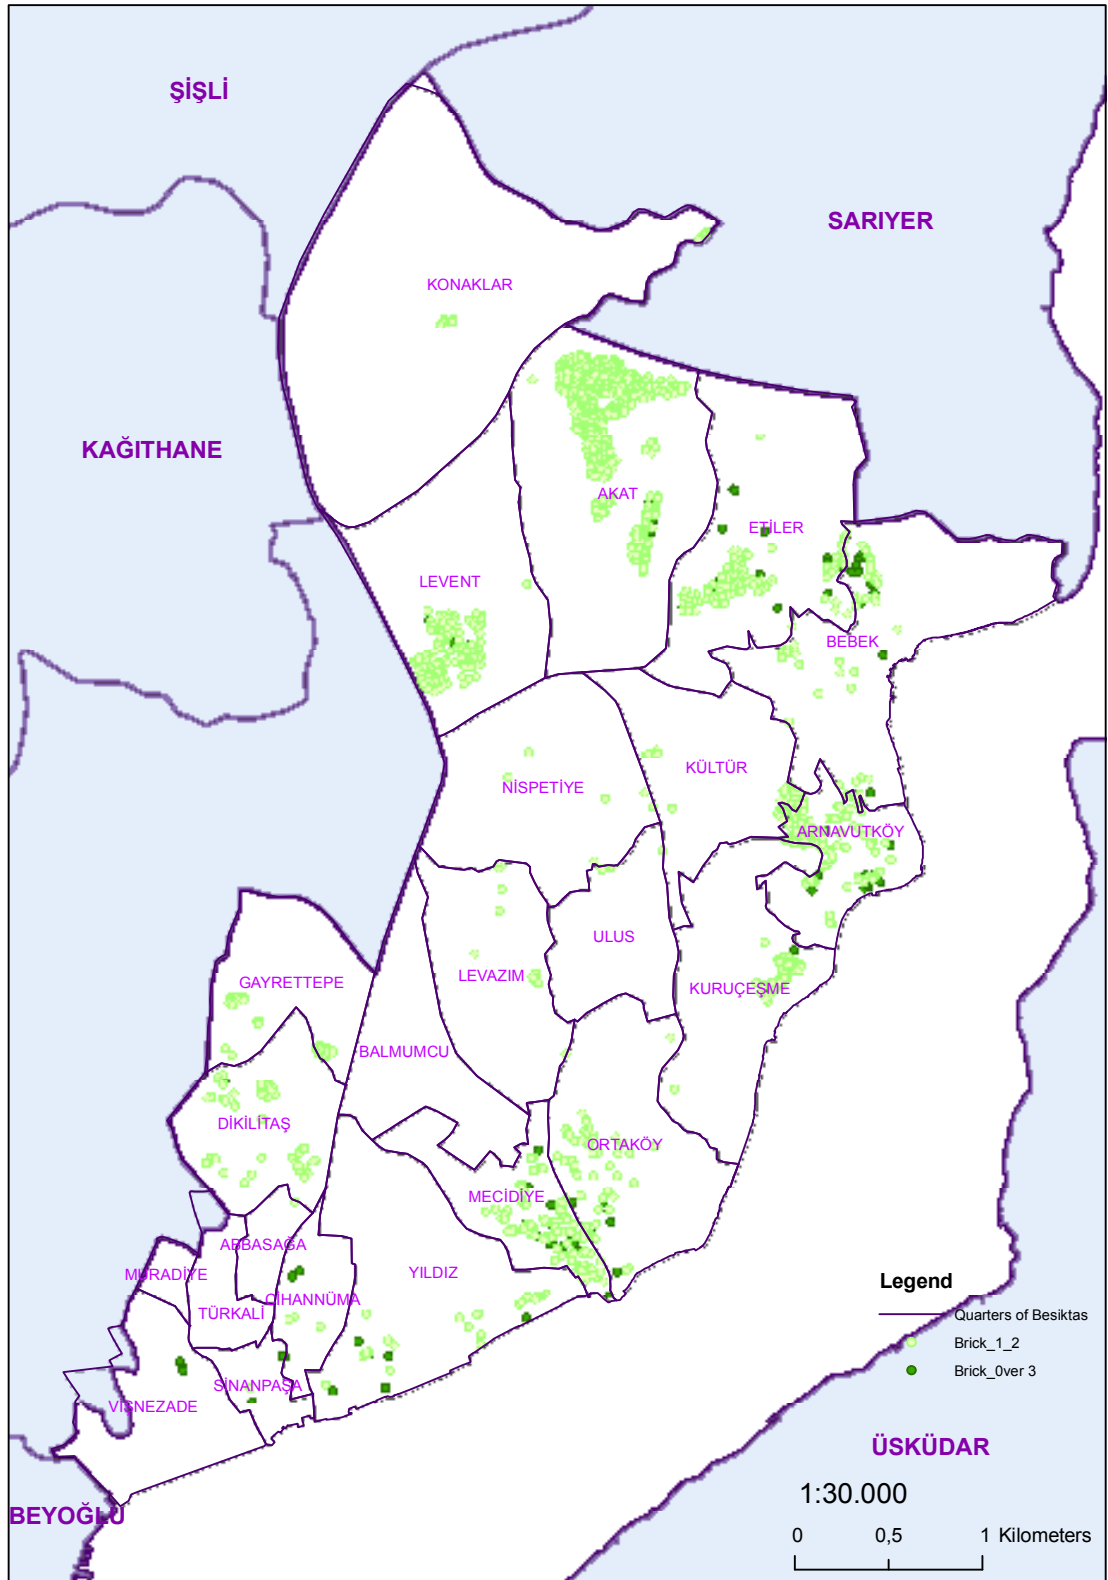 ŞİŞLİ
SARIYER
KONAKLAR
KAĞITHANE
AKAT
ETİLER
LEVENT
BEBEK
KÜLTÜR
NİSPETİYE
ARNAVUTKÖY
ULUS
LEVAZIM
GAYRETTEPE
KURUÇEŞME
BALMUMCU
DİKİLİTAŞ
ORTAKÖY
MECİDİYE
ABBASAĞA
MURADİYE
YILDIZ
CİHANNÜMA
TÜRKALİ
SİNANPAŞA
VİŞNEZADE
Legend
Quarters of Besiktas
Brick_1_2
Brick_0ver 3
ÜSKÜDAR
BEYOĞLU
1:30.000
0 0,5 1 Kilometers